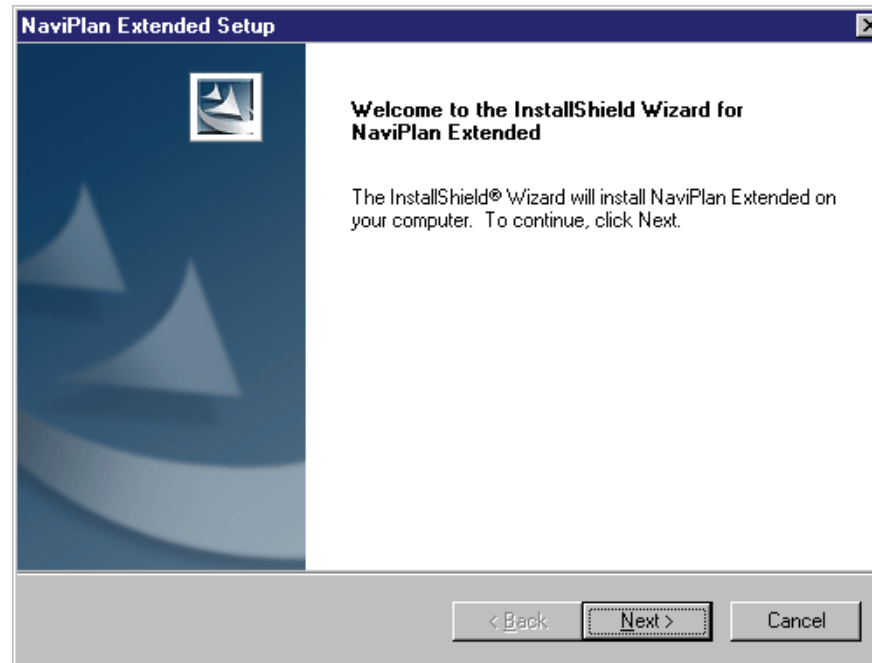 NaviPlan Extended Setup
Welcome to the InstallShield Wizard for
NaviPlan Extended
The InstallShield® Wizard will install NaviPlan Extended on
your computer. To continue, click Next.
< Back
Next >
Cancel